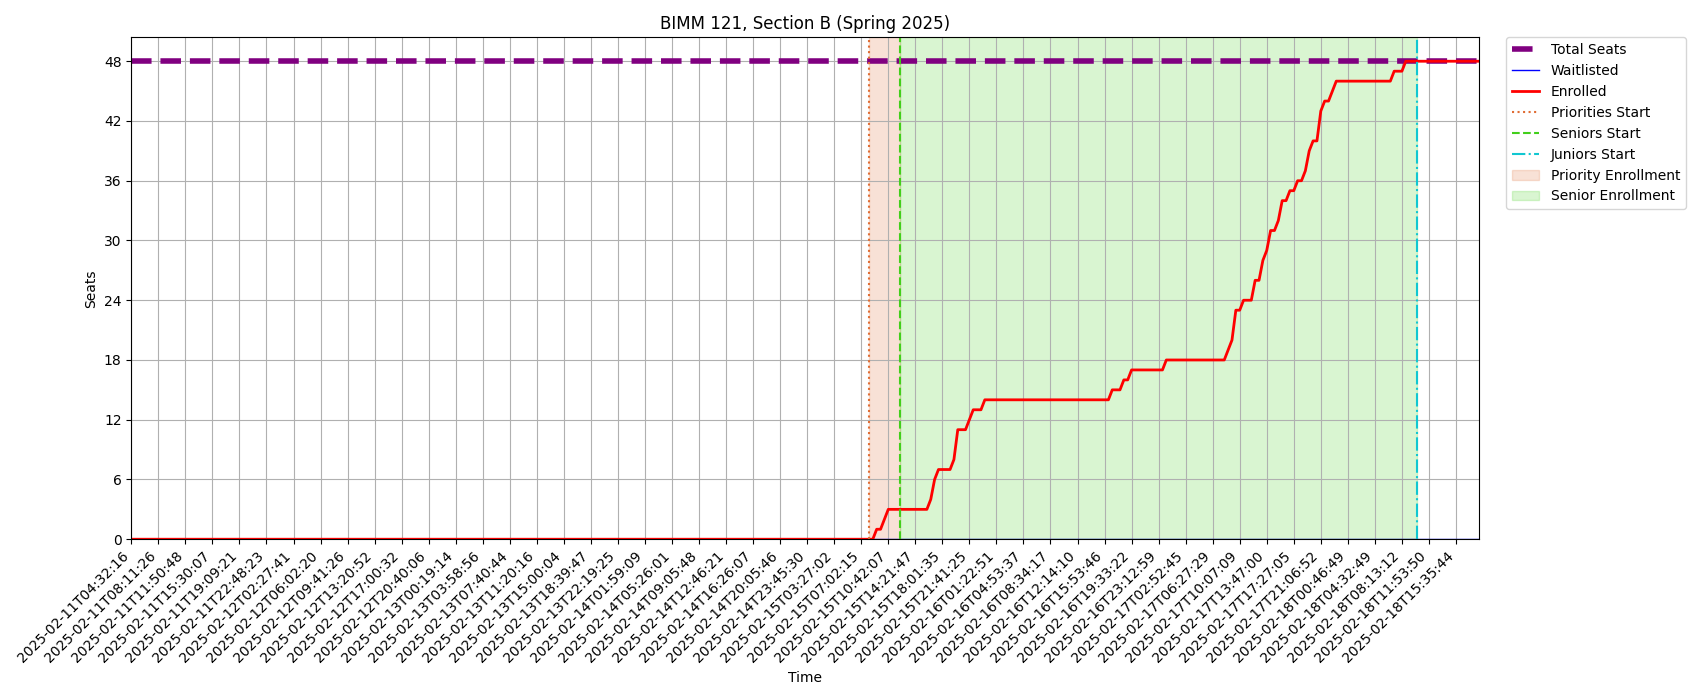 BIMM 121, Section B (Spring 2025)
Total Seats
Waitlisted
Enrolled
Priorities Start
Seniors Start
Juniors Start
Priority Enrollment
Senior Enrollment
Seats
48
42
36
30
24
18
12
6
0
2025-02-11T04:32:16
2025-02-11T08:11:26
2025-02-11T11:50:48
2025-02-11T15:30:07
2025-02-11T19:09:21
2025-02-11T22:48:23
2025-02-12T02:27:41
2025-02-12T06:02:20
2025-02-12T09:41:26
2025-02-12T13:20:52
2025-02-12T17:00:32
2025-02-12T20:40:06
2025-02-13T00:19:14
2025-02-13T03:58:56
2025-02-13T07:40:44
2025-02-13T11:20:16
2025-02-13T15:00:04
2025-02-13T18:39:47
2025-02-13T22:19:25
2025-02-14T01:59:09
2025-02-14T05:26:01
2025-02-14T09:05:48
2025-02-14T12:46:21
2025-02-14T16:26:07
2025-02-14T20:05:46
2025-02-14T23:45:30
2025-02-15T03:27:02
2025-02-15T07:02:15
2025-02-15T10:42:07
2025-02-15T14:21:47
2025-02-15T18:01:35
2025-02-15T21:41:25
2025-02-16T01:22:51
2025-02-16T04:53:37
2025-02-16T08:34:17
2025-02-16T12:14:10
2025-02-16T15:53:46
2025-02-16T19:33:22
2025-02-16T23:12:59
2025-02-17T02:52:45
2025-02-17T06:27:29
2025-02-17T10:07:09
2025-02-17T13:47:00
2025-02-17T17:27:05
2025-02-17T21:06:52
2025-02-18T00:46:49
2025-02-18T04:32:49
2025-02-18T08:13:12
2025-02-18T11:53:50
2025-02-18T15:35:44
Time